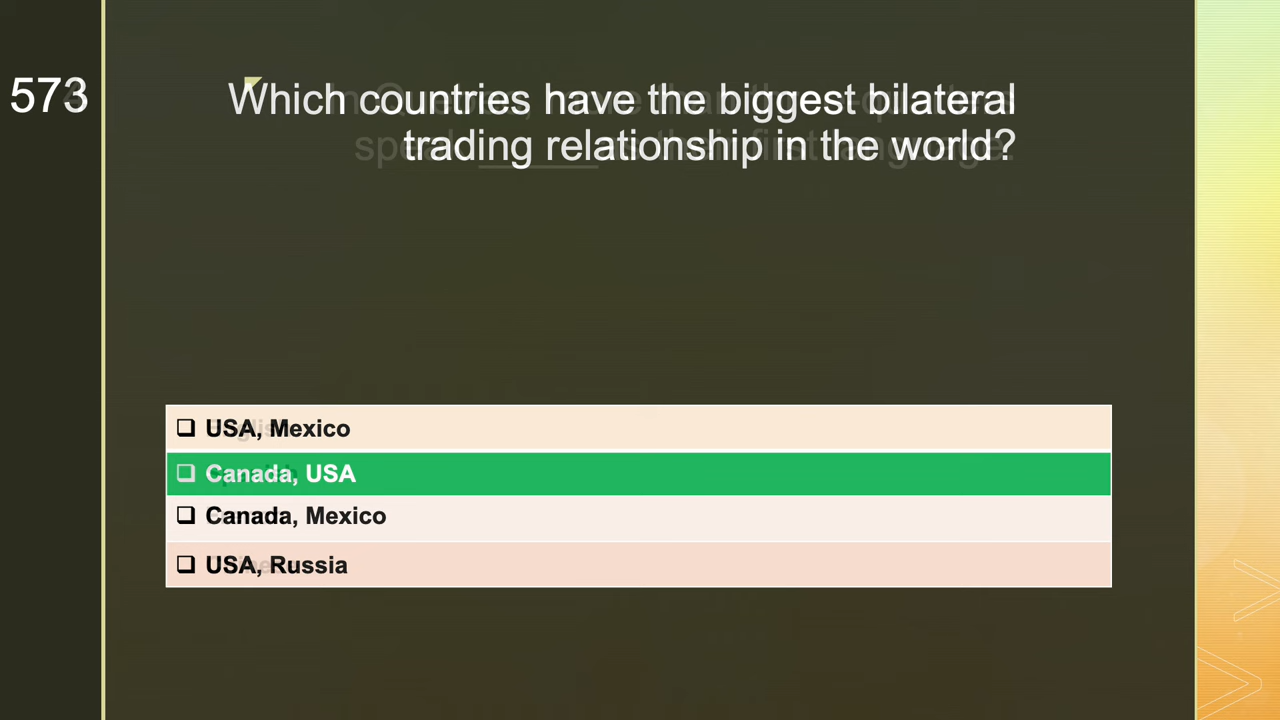 573
Which countries have the biggest bilateral
trading relationship in the world?
❑ USA, Mexico
❑ Canada, USA
❑ Canada, Mexico
❑ USA, Russia